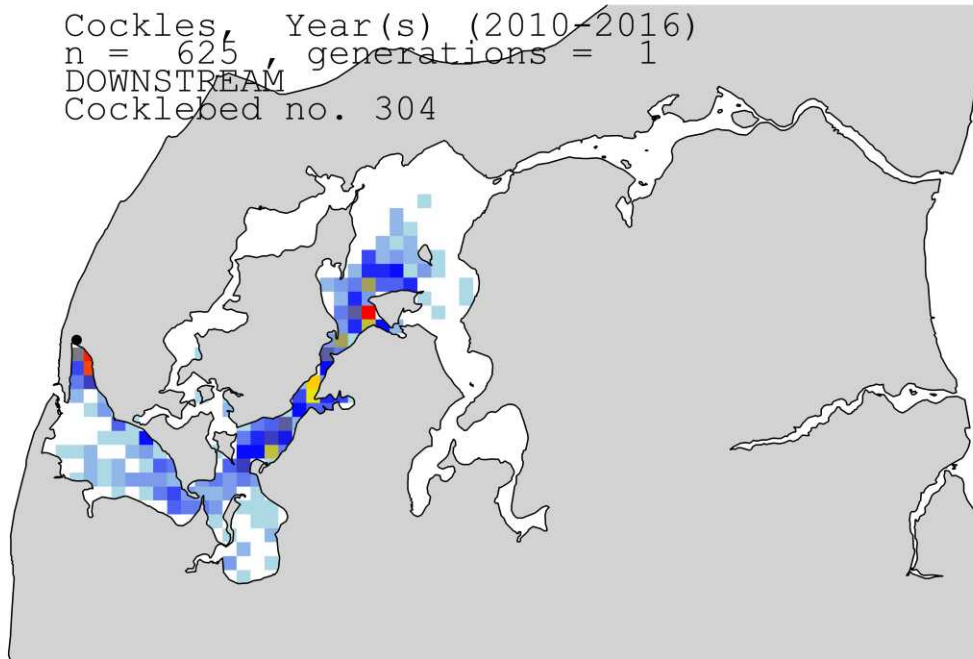 Cockles, Year(s) (2010-2016)
n = 625 , generations = 1
DOWNSTREAM
Cocklebed no. 304